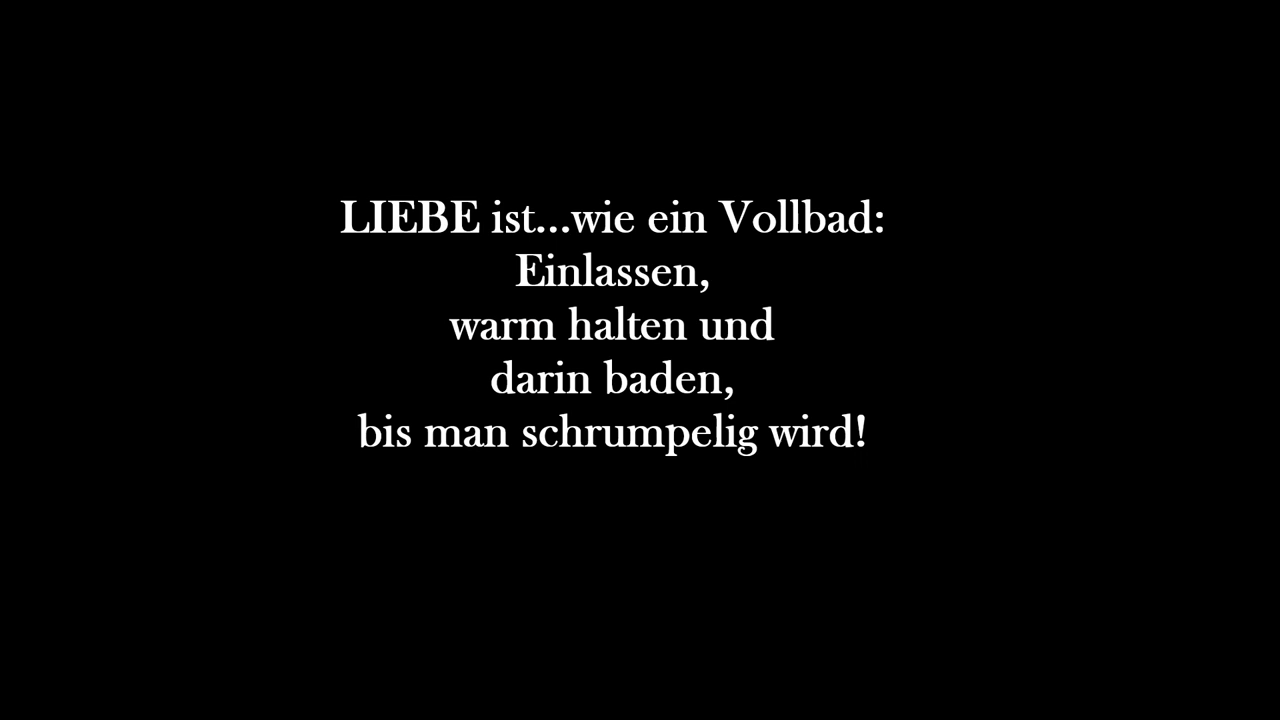 LIEBE ist...wie ein Vollbad:
Einlassen,
warm halten und
darin baden,
bis man schrumpelig wird!